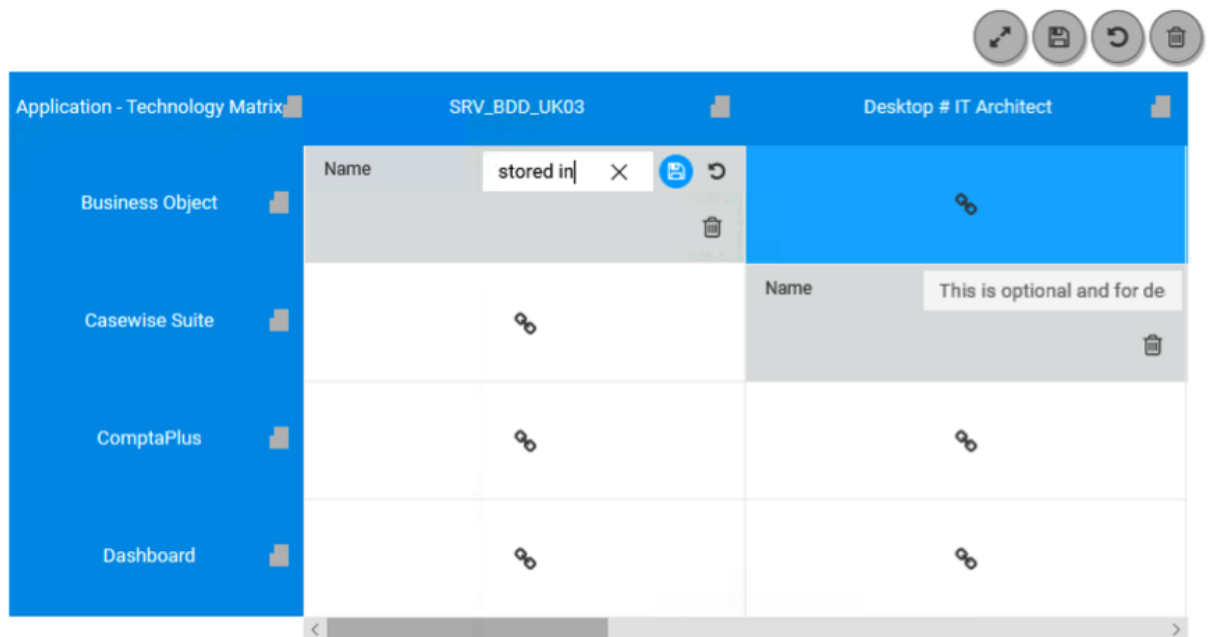 Application - Technology Matrix
SRV_BDD_UK03
Desktop # IT Architect
Business Object
Name
stored in
Casewise Suite
Name
This is optional and for de
ComptaPlus
Dashboard